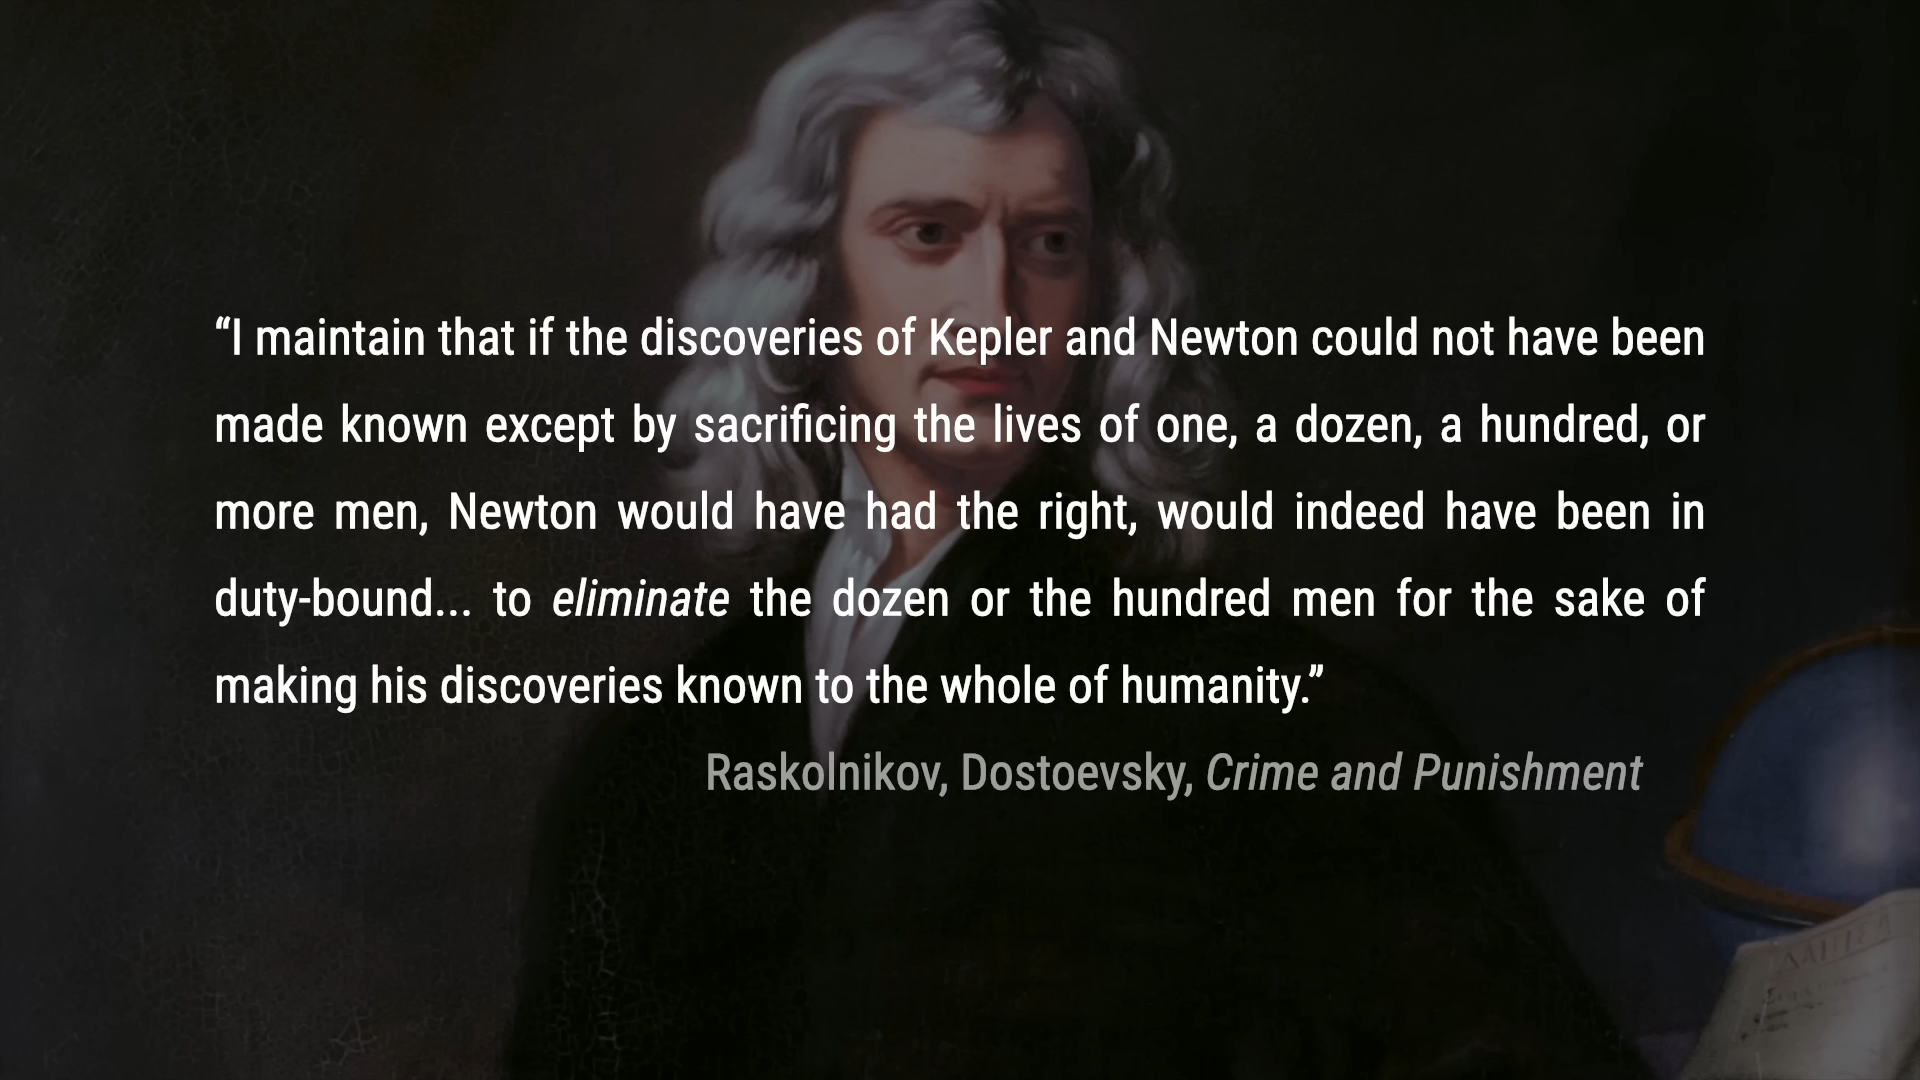 “I maintain that if the discoveries of Kepler and Newton could not have been
made known except by sacrificing the lives of one, a dozen, a hundred, or
more men, Newton would have had the right, would indeed have been in
duty-bound... to eliminate the dozen or the hundred men for the sake of
making his discoveries known to the whole of humanity.”
Raskolnikov, Dostoevsky, Crime and Punishment